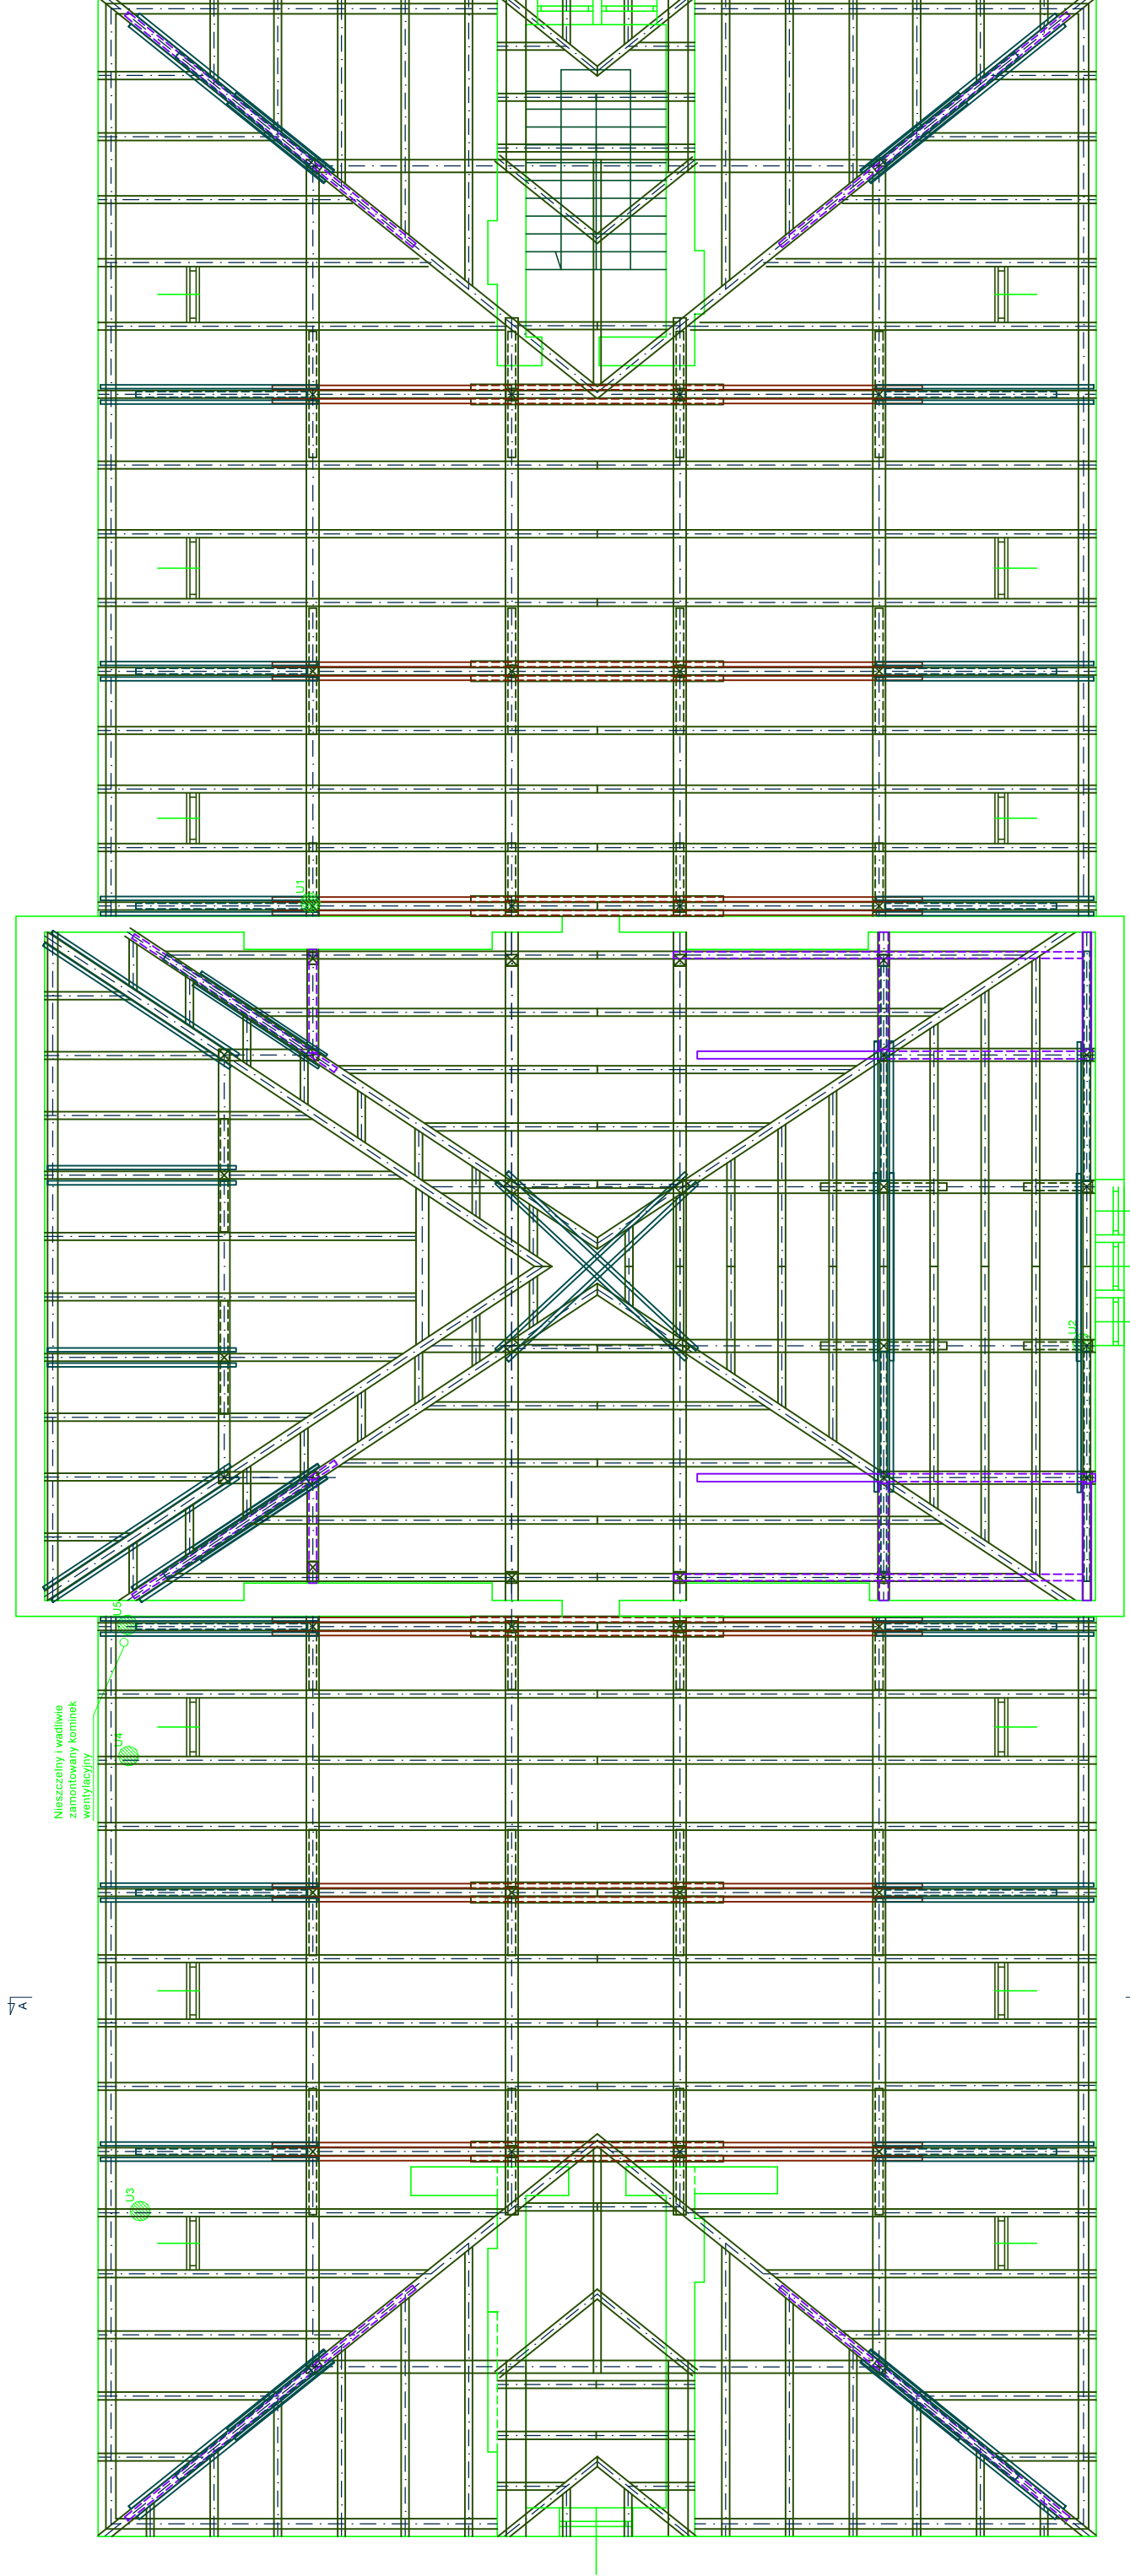 U1
U2
U5
Nieszczelny i wadliwie
zamontowany kominek
wentylacyjny
U4
A
U3